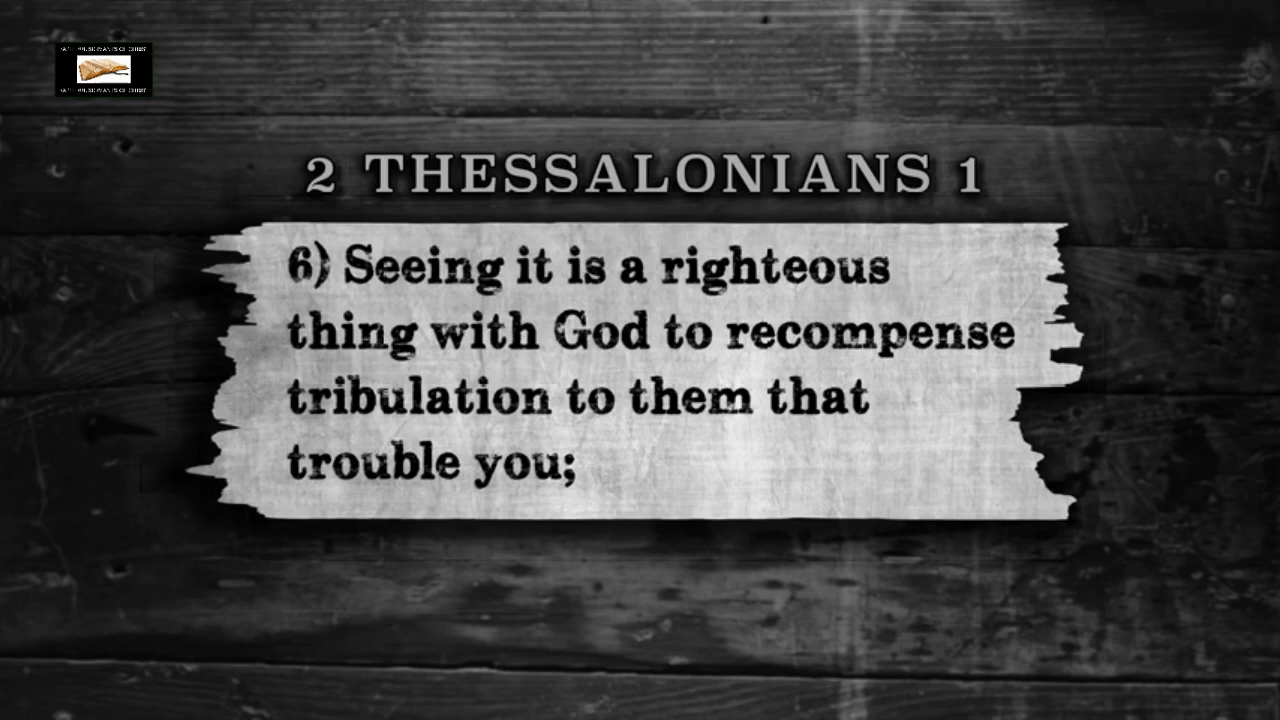 2 THESSALONIANS 1
6) Seeing it is a righteous
thing with God to recompense
tribulation to them that
trouble you;